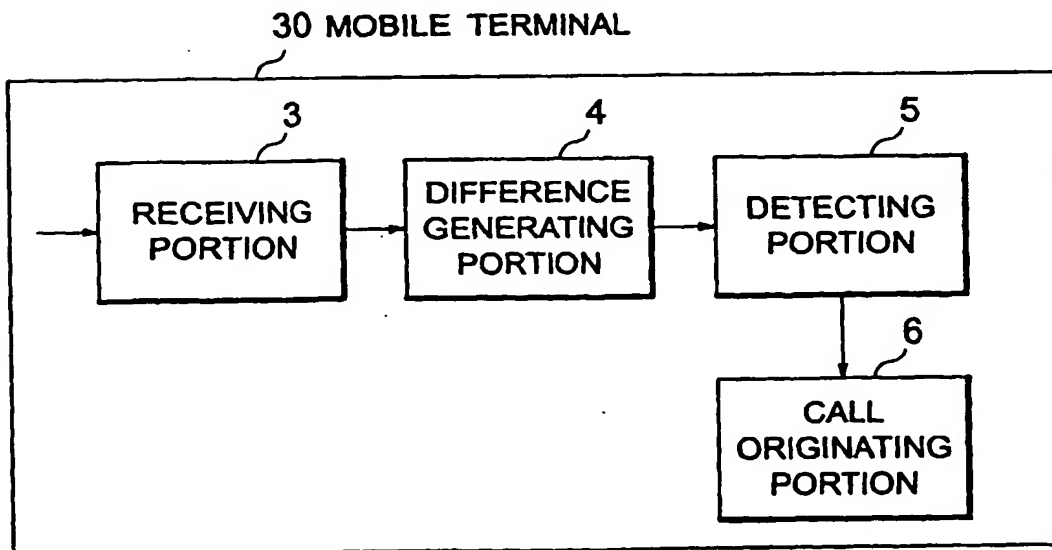 30 MOBILE TERMINAL
3
RECEIVING
PORTION
4
DIFFERENCE
GENERATING
PORTION
5
DETECTING
PORTION
6
CALL
ORIGINATING
PORTION